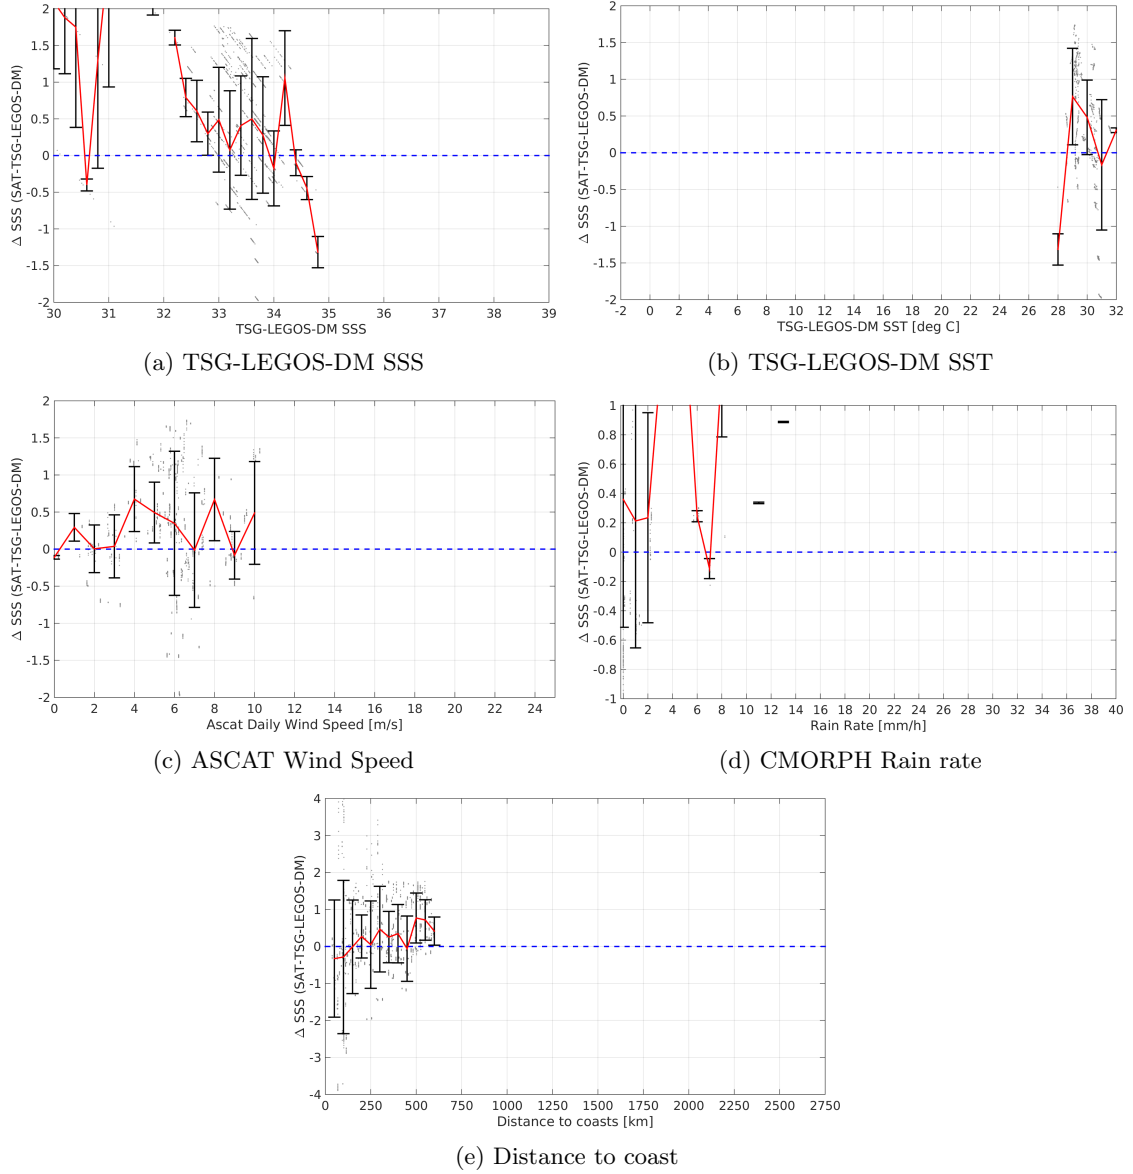 2
1.5
1
0.5
0
-0.5
-1
-1.5
-2
Δ SSS (SAT-TSG-LEGOS-DM)
30 31 32 33 34 35 36 37 38 39
TSG-LEGOS-DM SSS
(a) TSG-LEGOS-DM SSS
2
1.5
1
0.5
0
-0.5
-1
-1.5
-2
Δ SSS (SAT-TSG-LEGOS-DM)
-2 0 2 4 6 8 10 12 14 16 18 20 22 24 26 28 30 32
TSG-LEGOS-DM SST [deg C]
(b) TSG-LEGOS-DM SST
2
1.5
1
0.5
0
-0.5
-1
-1.5
-2
Δ SSS (SAT-TSG-LEGOS-DM)
0 2 4 6 8 10 12 14 16 18 20 22 24
Ascat Daily Wind Speed [m/s]
(c) ASCAT Wind Speed
1
0.8
0.6
0.4
0.2
0
-0.2
-0.4
-0.6
-0.8
-1
Δ SSS (SAT-TSG-LEGOS-DM)
0 2 4 6 8 10 12 14 16 18 20 22 24 26 28 30 32 34 36 38 40
Rain Rate [mm/h]
(d) CMORPH Rain rate
4
3
2
1
0
-1
-2
-3
-4
Δ SSS (SAT-TSG-LEGOS-DM)
0 250 500 750 1000 1250 1500 1750 2000 2250 2500 2750
Distance to coasts [km]
(e) Distance to coast